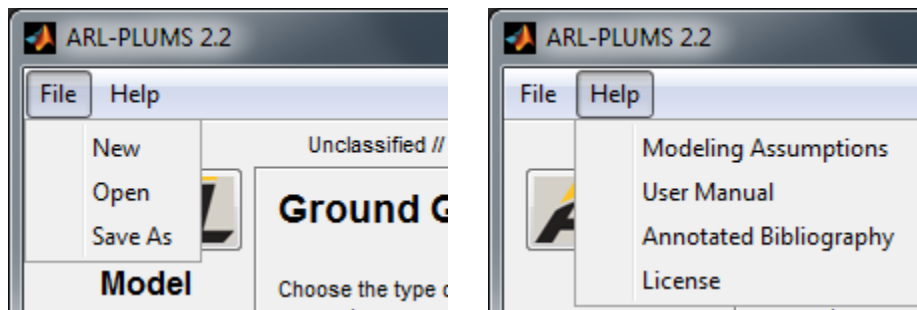 ARL-PLUMS 2.2
File Help
New
Open
Save As
Unclassified //
Ground G
Model
Choose the type
ARL-PLUMS 2.2
File Help
Modeling Assumptions
User Manual
Annotated Bibliography
License